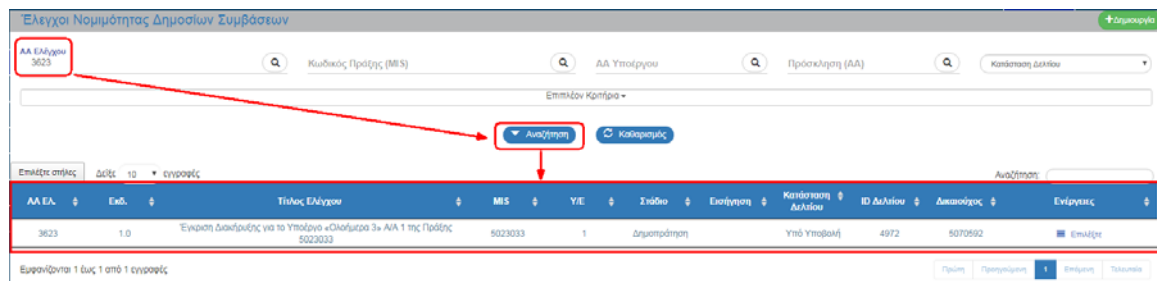 Έλεγχοι Νομιμότητας Δημοσίων Συμβάσεων
+Δημιουργία
ΑΑ Ελέγχου
3623
Κωδικός Πράξης (MIS)
ΑΑ Υποέργου
Πρόσκληση (ΑΑ)
Κατάσταση Δελτίου
Επιπλέον Κριτήρια
Αναζήτηση
Καθαρισμός
Επιλέξτε στήλες
Δείξε 10 εγγραφές
Αναζήτηση:
ΑΑ ΕΛ. Εκδ. Τίτλος Ελέγχου MIS Υ/Ε Στάδιο Εισήγηση Κατάσταση Δελτίου ID Δελτίου Δικαιούχος Ενέργειες
3623 1.0 Έγκριση Διακήρυξης για το Υποέργο «Ολοήμερα 3» Α/Α 1 της Πράξης 5023033 5023033 1 Δημοπράτηση Υπό Υποβολή 4972 5070592 Επιλέξτε
Εμφανίζονται 1 έως 1 από 1 εγγραφές
Πρώτη Προηγούμενη 1 Επόμενη Τελευταία